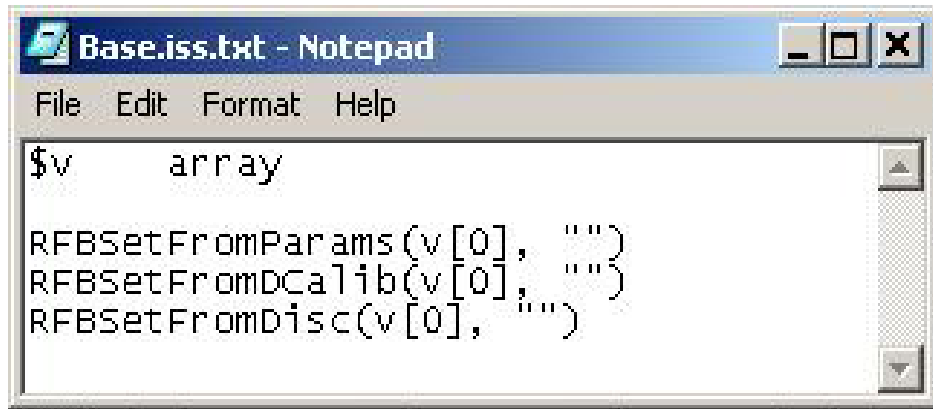 Base.iss.txt - Notepad
File Edit Format Help
$v array
RFBSetFromParams(v[0], "")
RFBSetFromDCalib(v[0], "")
RFBSetFromDisc(v[0], "")